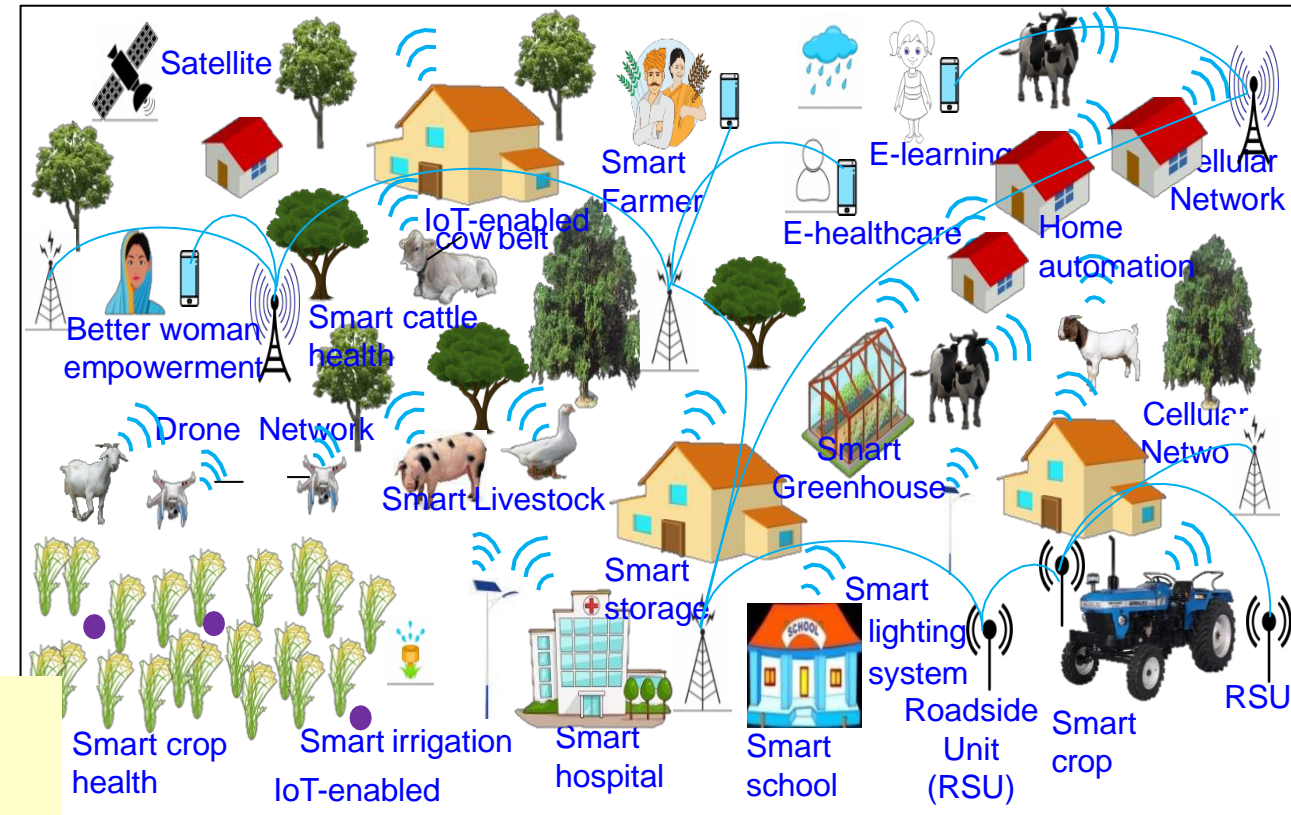 Satellite
Smart
Farmer
E-learning
Cellular
Network
IoT-enabled
cow belt
E-healthcare
Home
automation
Better woman
empowerment
Smart cattle
health
Drone Network
Smart Livestock
Smart
Greenhouse
Cellular
Netwo
Smart
storage
Smart
lighting
system
SCHOOL
Roadside
Unit
(RSU)
RSU
Smart
crop
Smart crop
health
Smart irrigation
IoT-enabled
Smart
hospital
Smart
school